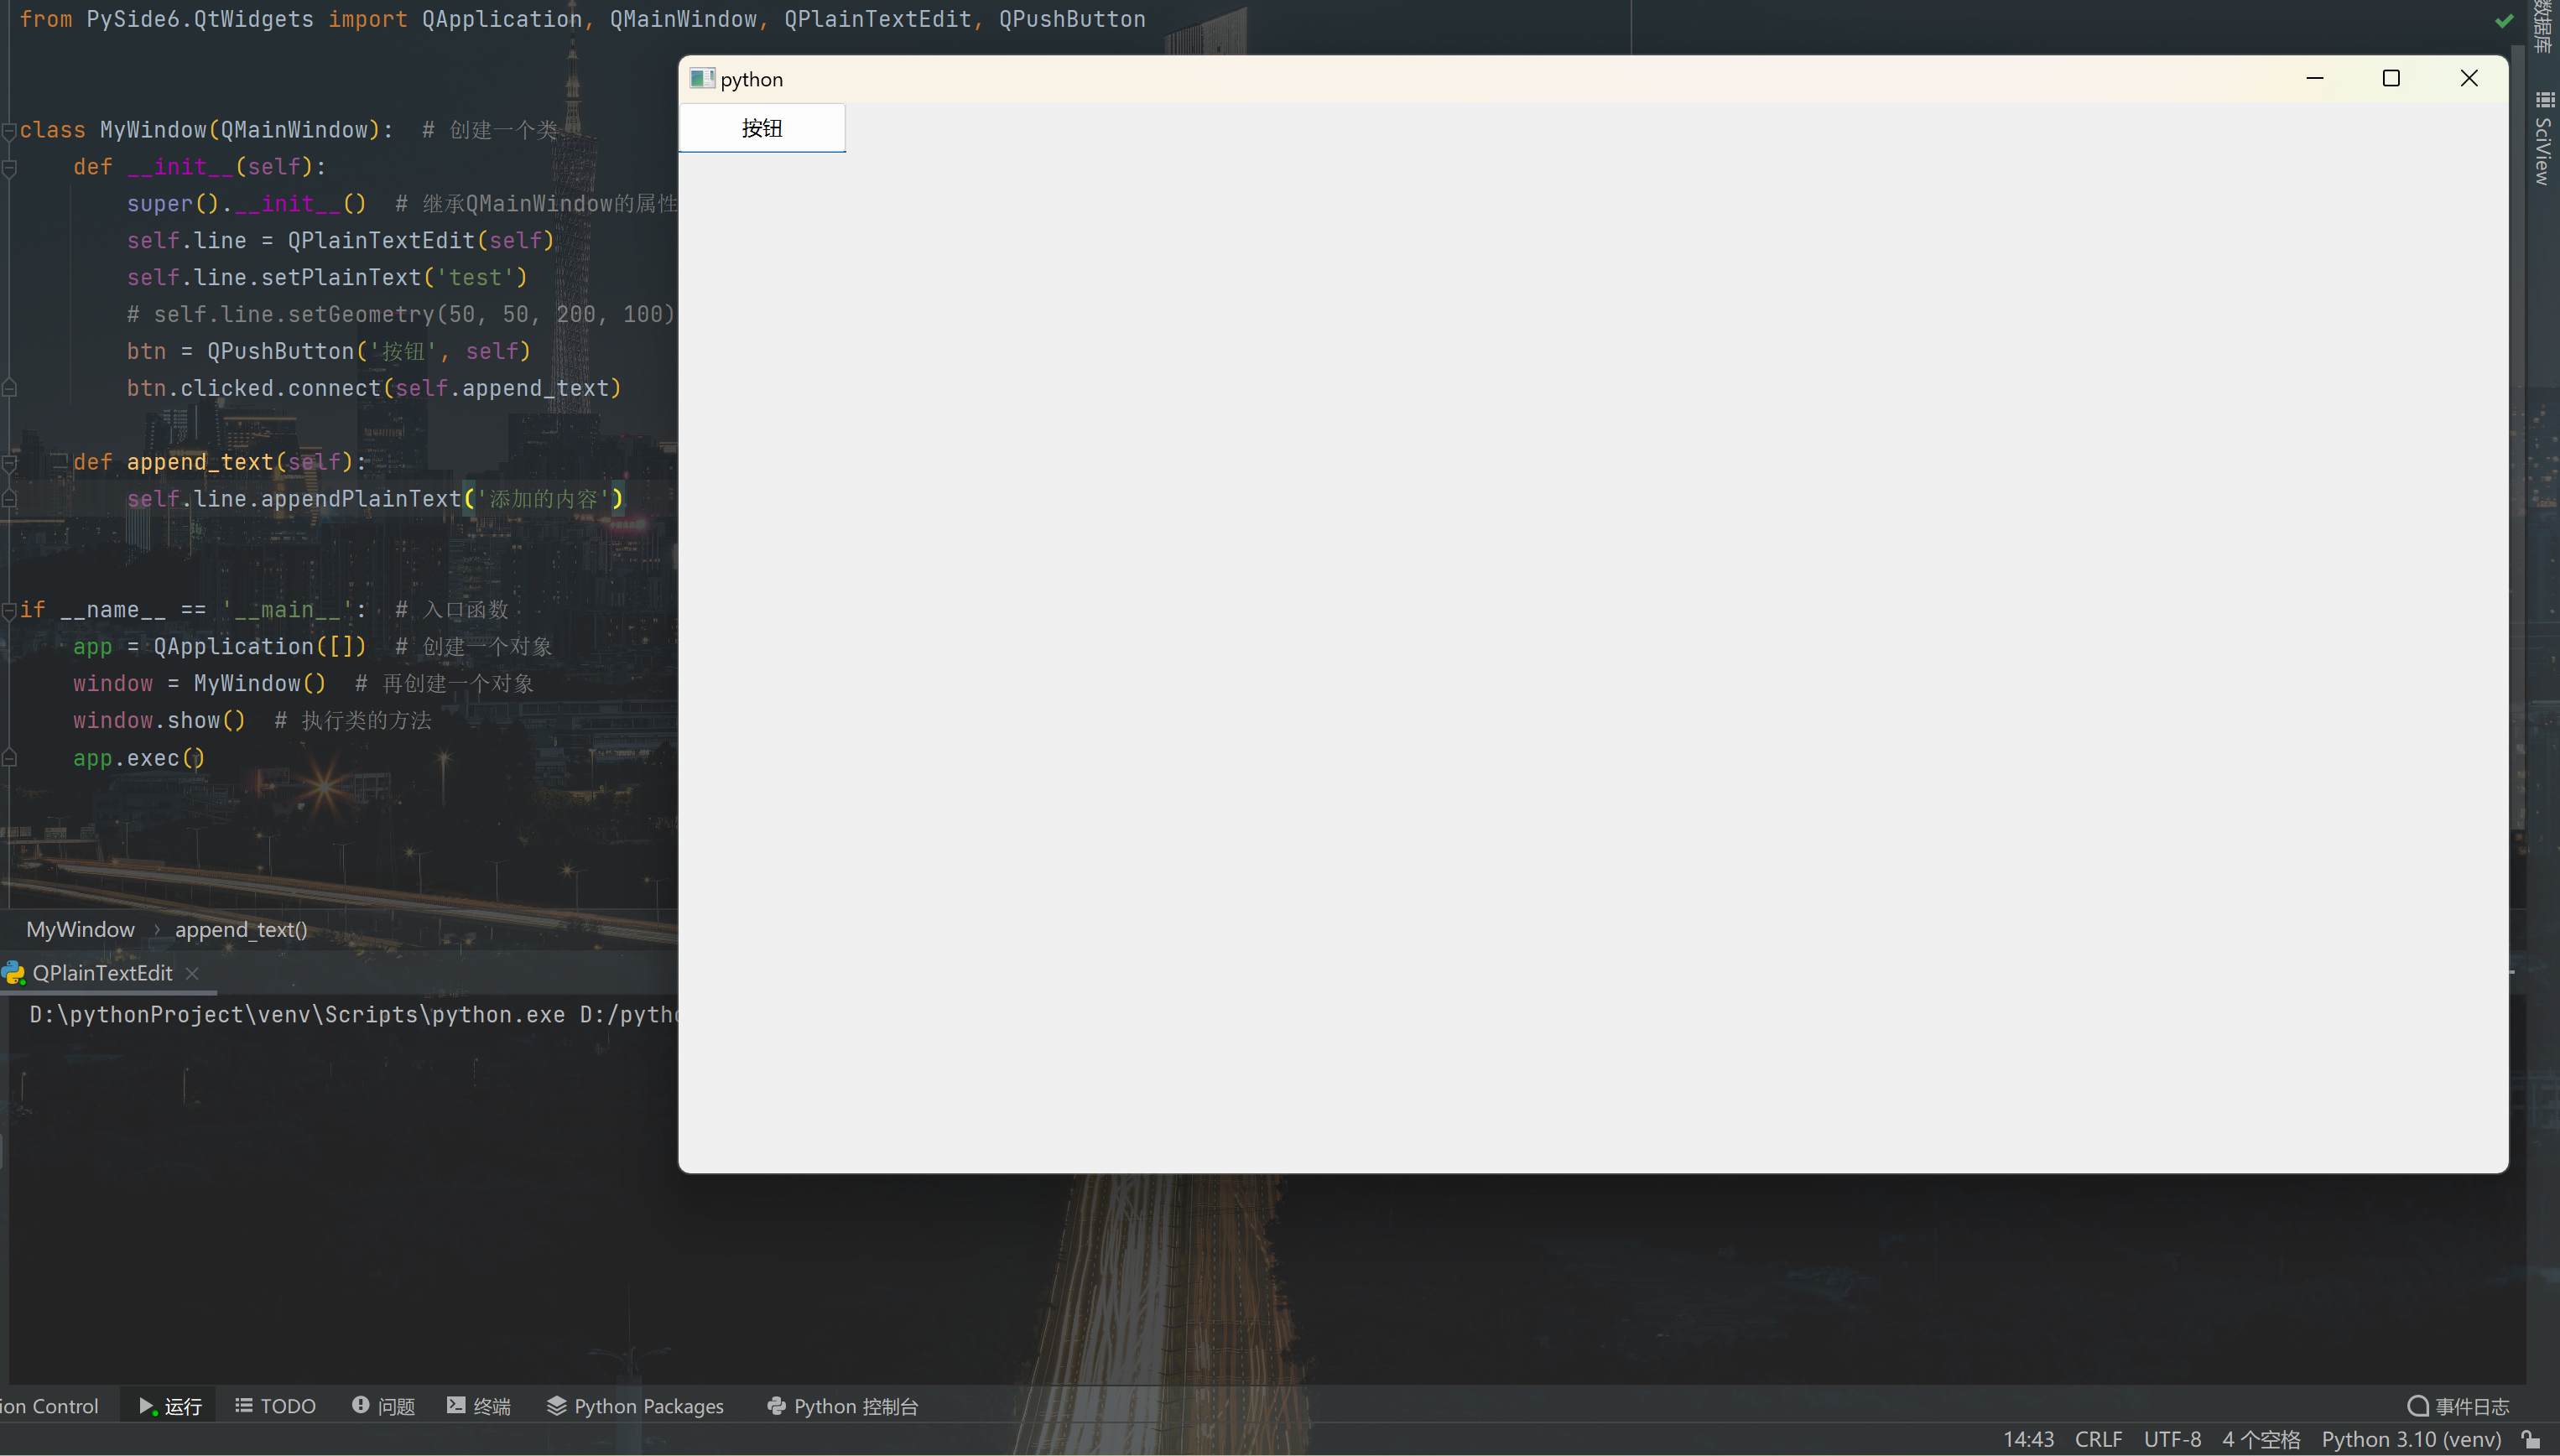 from PySide6.QtWidgets import QApplication, QMainWindow, QPlainTextEdit, QPushButton
class MyWindow(QMainWindow):  # 创建一个类
def __init__(self):
super().__init__()  # 继承QMainWindow的属性
self.line = QPlainTextEdit(self)
self.line.setPlainText('test')
# self.line.setGeometry(50, 50, 200, 100)
btn = QPushButton('按钮', self)
btn.clicked.connect(self.append_text)
def append_text(self):
self.line.appendPlainText('添加的内容')
if __name__ == '__main__':  # 入口函数
app = QApplication([])  # 创建一个对象
window = MyWindow()  # 再创建一个对象
window.show()  # 执行类的方法
app.exec()
MyWindow › append_text()
QPlainTextEdit
D:\pythonProject\venv\Scripts\python.exe D:/pytho
python
按钮
数据库
SciView
ion Control
运行
TODO
问题
终端
Python Packages
Python 控制台
事件日志
14:43 CRLF UTF-8 4 个空格 Python 3.10 (venv)